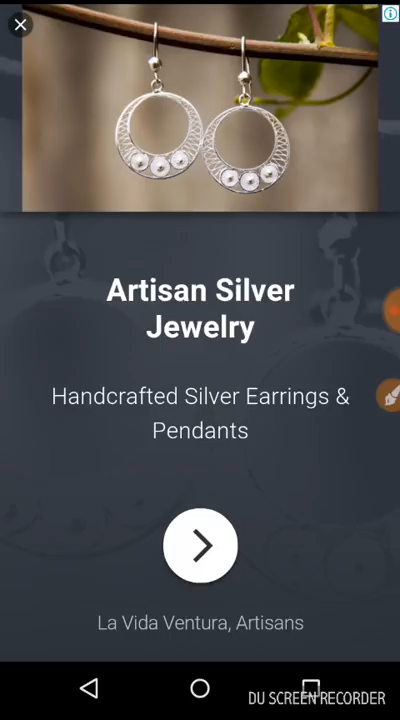 Artisan Silver
Jewelry
Handcrafted Silver Earrings &
Pendants
La Vida Ventura, Artisans
DU SCREEN RECORDER